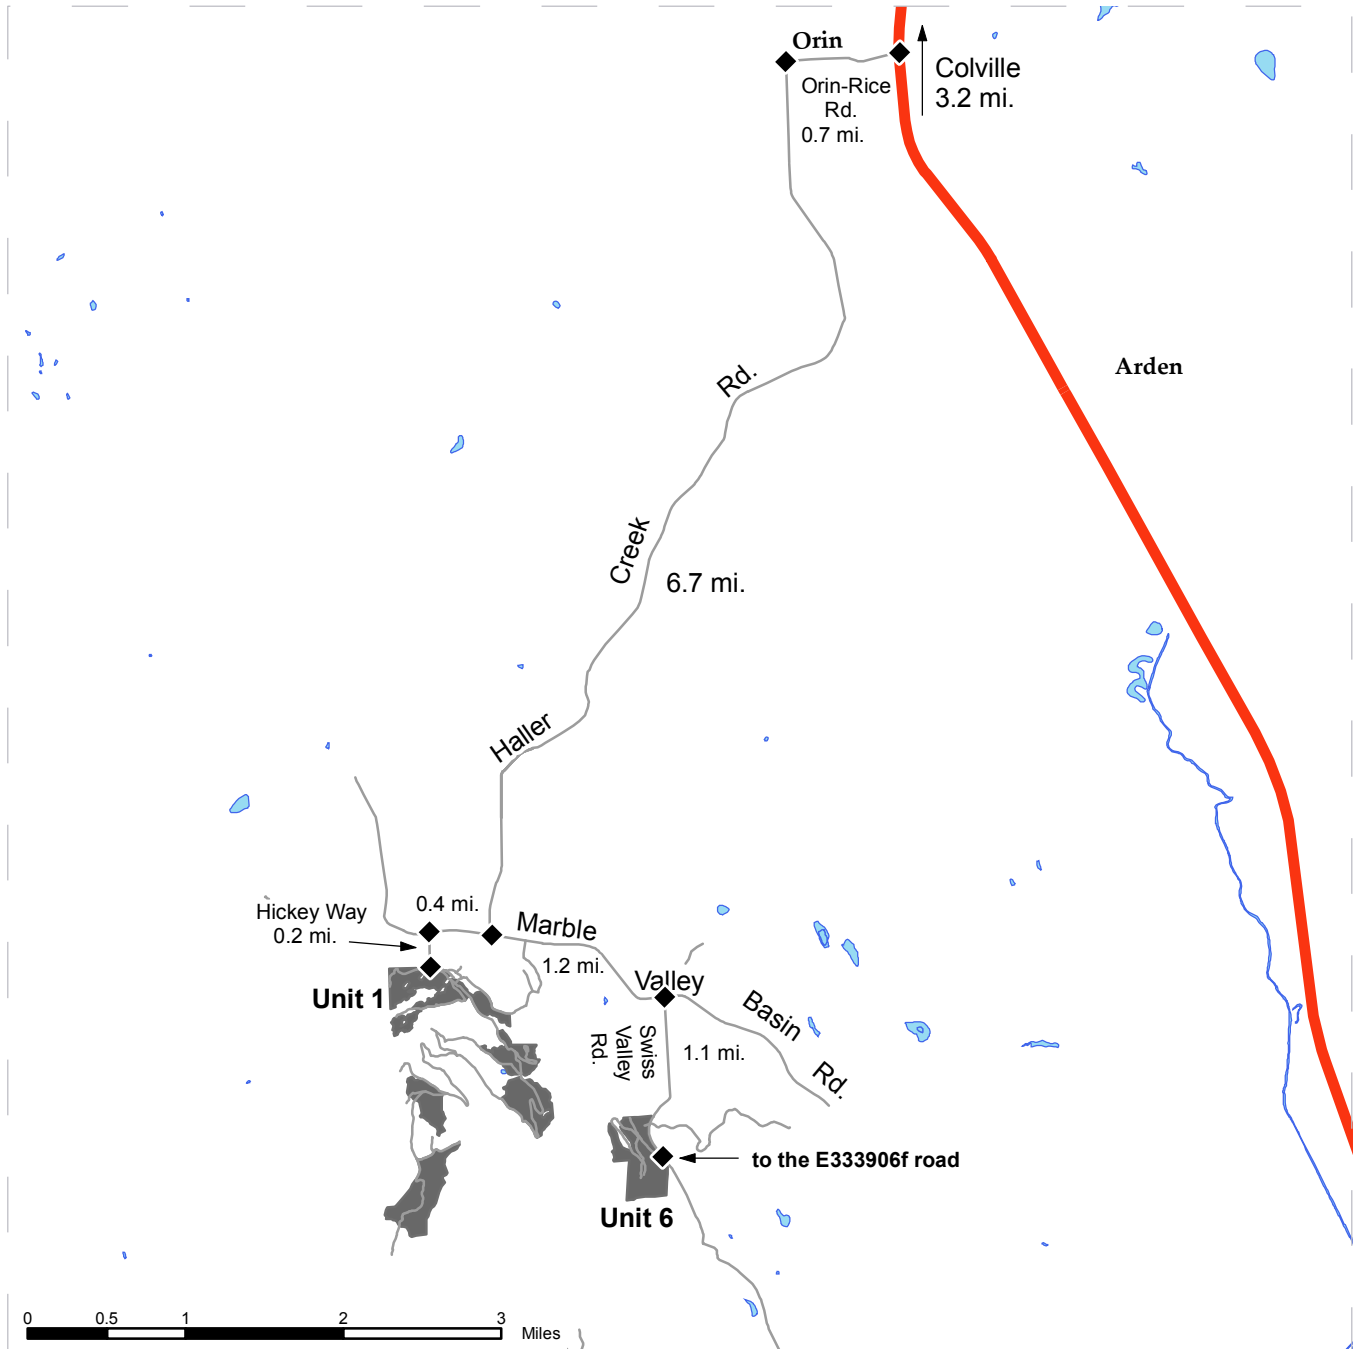 Orin
Colville
3.2 mi.
Orin-Rice
Rd.
0.7 mi.
Arden
Rd.
Creek
6.7 mi.
Haller
0.4 mi.
Hickey Way
0.2 mi.
Marble
1.2 mi.
Valley
Unit 1
Basin
Swiss
Valley
Rd.
1.1 mi.
Rd.
to the E333906f road
Unit 6
0 0.5 1 2 3
Miles